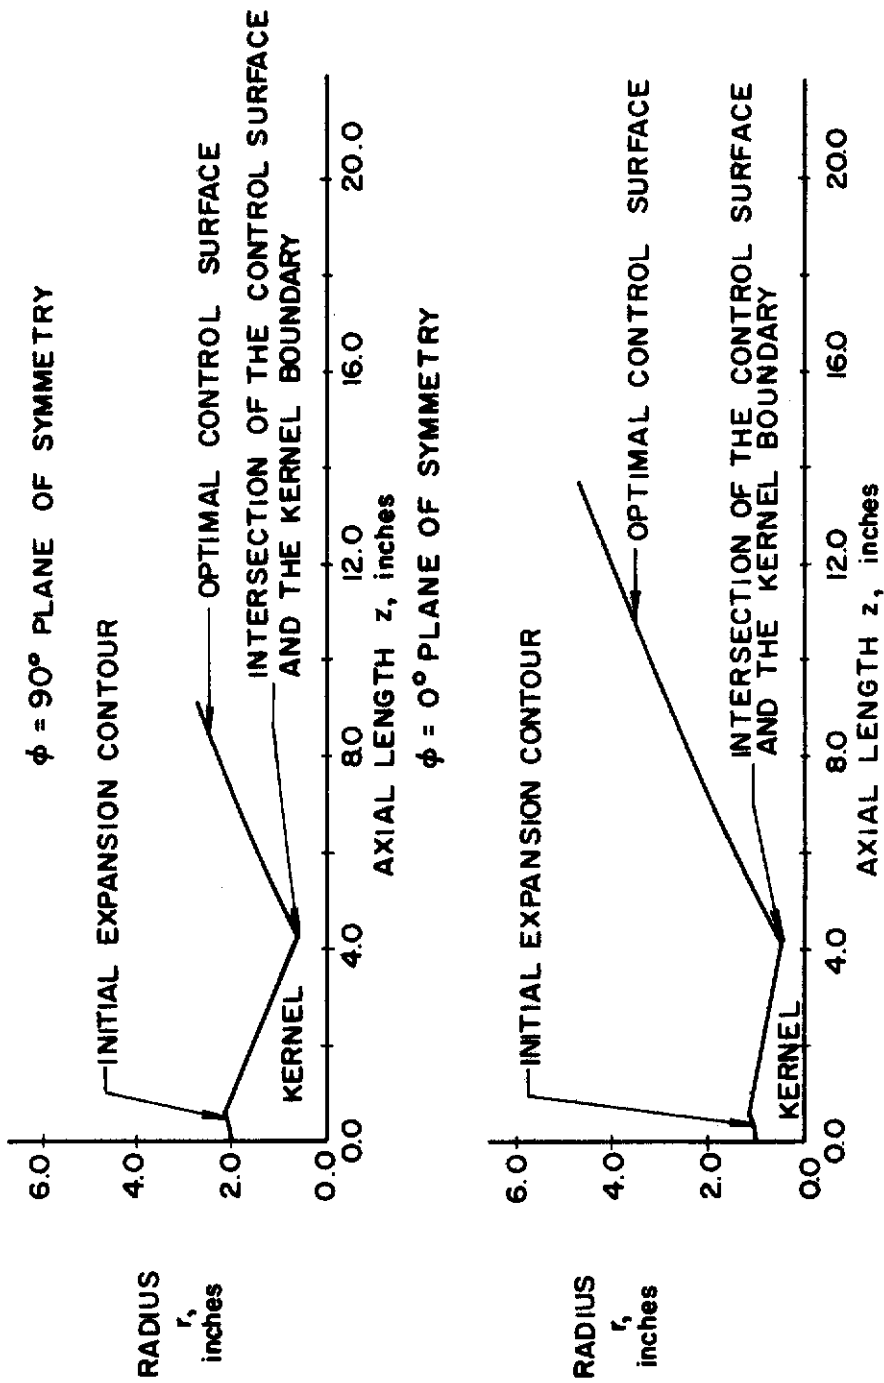 φ = 90° PLANE OF SYMMETRY
INITIAL EXPANSION CONTOUR
OPTIMAL CONTROL SURFACE
INTERSECTION OF THE CONTROL SURFACE
AND THE KERNEL BOUNDARY
KERNEL
RADIUS
r,
inches
6.0
4.0
2.0
0.0
0.0
4.0
8.0
12.0
16.0
20.0
AXIAL LENGTH z, inches
φ = 0° PLANE OF SYMMETRY
INITIAL EXPANSION CONTOUR
OPTIMAL CONTROL SURFACE
INTERSECTION OF THE CONTROL SURFACE
AND THE KERNEL BOUNDARY
KERNEL
RADIUS
r,
inches
6.0
4.0
2.0
0.0
0.0
4.0
8.0
12.0
16.0
20.0
AXIAL LENGTH z, inches